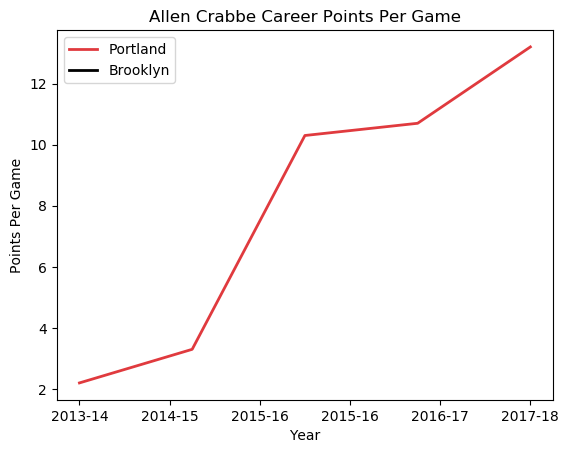 Allen Crabbe Career Points Per Game
Portland
Brooklyn
Points Per Game
12
10
8
6
4
2
2013-14 2014-15 2015-16 2015-16 2016-17 2017-18
Year